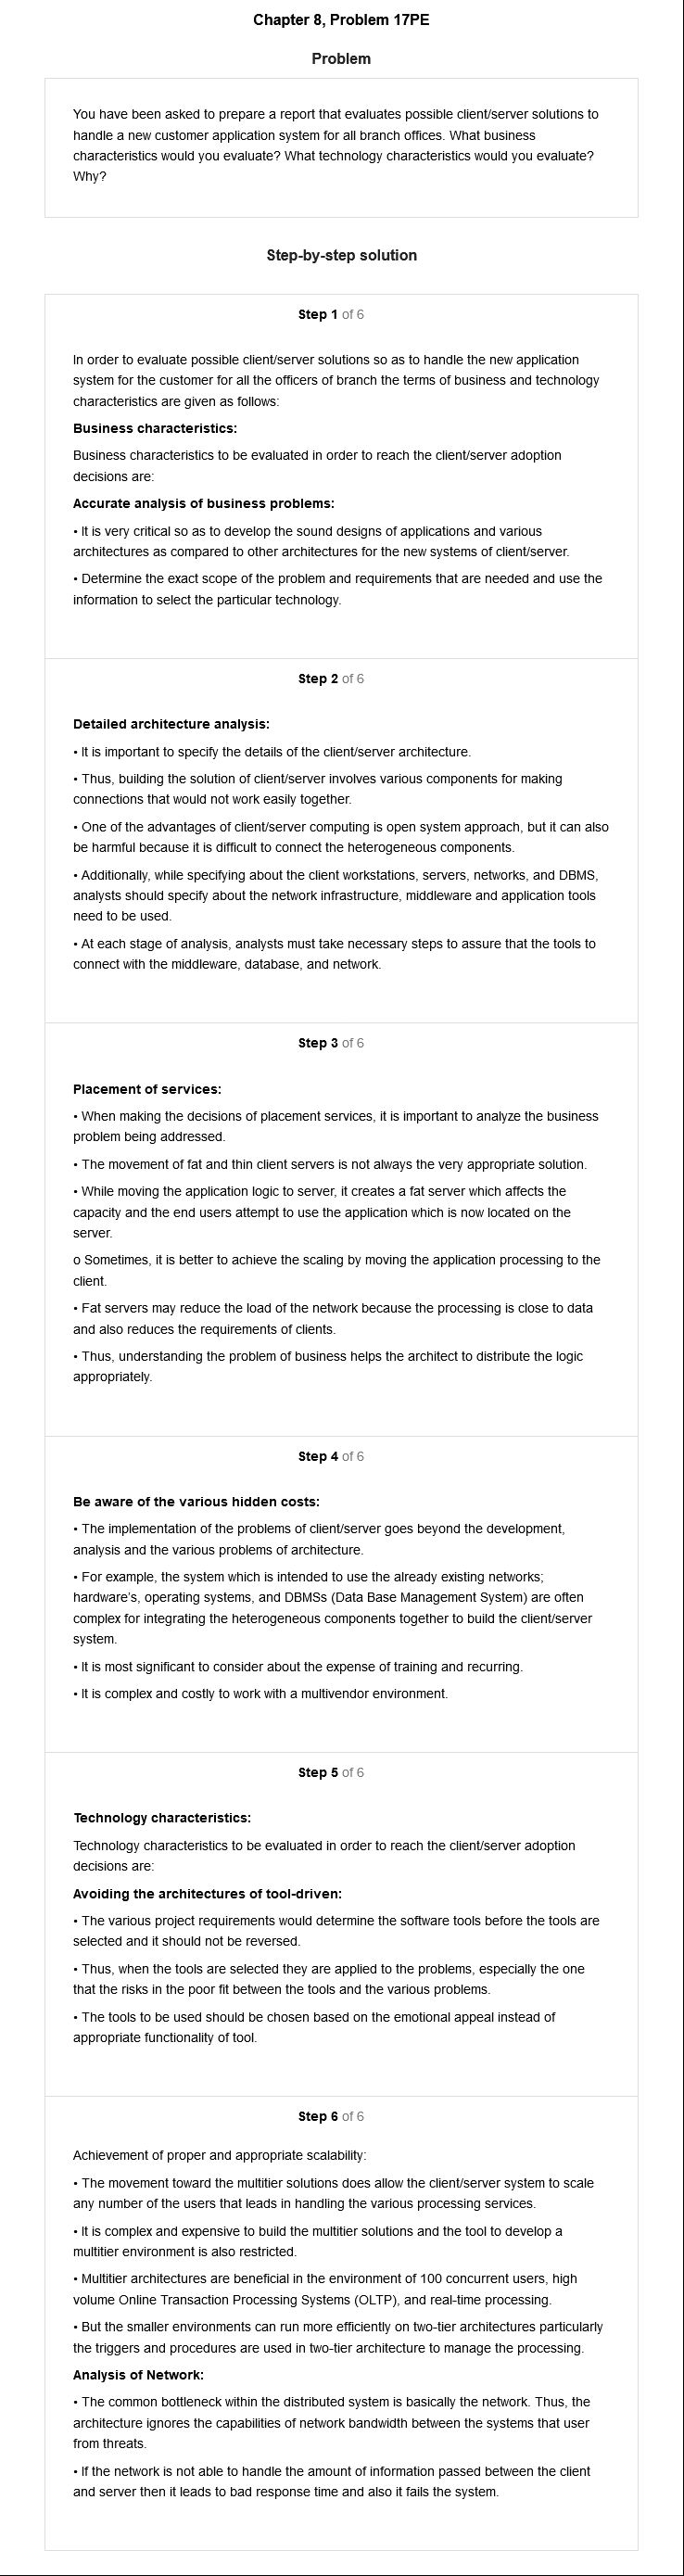 Chapter 8, Problem 17PE
Problem
You have been asked to prepare a report that evaluates possible client/server solutions to
handle a new customer application system for all branch offices. What business
characteristics would you evaluate? What technology characteristics would you evaluate?
Why?
Step-by-step solution
Step 1 of 6
In order to evaluate possible client/server solutions so as to handle the new application
system for the customer for all the officers of branch the terms of business and technology
characteristics are given as follows:
Business characteristics:
Business characteristics to be evaluated in order to reach the client/server adoption
decisions are:
Accurate analysis of business problems:
• It is very critical so as to develop the sound designs of applications and various
architectures as compared to other architectures for the new systems of client/server.
• Determine the exact scope of the problem and requirements that are needed and use the
information to select the particular technology.
Step 2 of 6
Detailed architecture analysis:
• It is important to specify the details of the client/server architecture.
• Thus, building the solution of client/server involves various components for making
connections that would not work easily together.
• One of the advantages of client/server computing is open system approach, but it can also
be harmful because it is difficult to connect the heterogeneous components.
• Additionally, while specifying about the client workstations, servers, networks, and DBMS,
analysts should specify about the network infrastructure, middleware and application tools
need to be used.
• At each stage of analysis, analysts must take necessary steps to assure that the tools to
connect with the middleware, database, and network.
Step 3 of 6
Placement of services:
• When making the decisions of placement services, it is important to analyze the business
problem being addressed.
• The movement of fat and thin client servers is not always the very appropriate solution.
• While moving the application logic to server, it creates a fat server which affects the
capacity and the end users attempt to use the application which is now located on the
server.
o Sometimes, it is better to achieve the scaling by moving the application processing to the
client.
• Fat servers may reduce the load of the network because the processing is close to data
and also reduces the requirements of clients.
• Thus, understanding the problem of business helps the architect to distribute the logic
appropriately.
Step 4 of 6
Be aware of the various hidden costs:
• The implementation of the problems of client/server goes beyond the development,
analysis and the various problems of architecture.
• For example, the system which is intended to use the already existing networks;
hardware's, operating systems, and DBMSs (Data Base Management System) are often
complex for integrating the heterogeneous components together to build the client/server
system.
• It is most significant to consider about the expense of training and recurring.
• It is complex and costly to work with a multivendor environment.
Step 5 of 6
Technology characteristics:
Technology characteristics to be evaluated in order to reach the client/server adoption
decisions are:
Avoiding the architectures of tool-driven:
• The various project requirements would determine the software tools before the tools are
selected and it should not be reversed.
• Thus, when the tools are selected they are applied to the problems, especially the one
that the risks in the poor fit between the tools and the various problems.
• The tools to be used should be chosen based on the emotional appeal instead of
appropriate functionality of tool.
Step 6 of 6
Achievement of proper and appropriate scalability:
• The movement toward the multitier solutions does allow the client/server system to scale
any number of the users that leads in handling the various processing services.
• It is complex and expensive to build the multitier solutions and the tool to develop a
multitier environment is also restricted.
• Multitier architectures are beneficial in the environment of 100 concurrent users, high
volume Online Transaction Processing Systems (OLTP), and real-time processing.
• But the smaller environments can run more efficiently on two-tier architectures particularly
the triggers and procedures are used in two-tier architecture to manage the processing.
Analysis of Network:
• The common bottleneck within the distributed system is basically the network. Thus, the
architecture ignores the capabilities of network bandwidth between the systems that user
from threats.
• If the network is not able to handle the amount of information passed between the client
and server then it leads to bad response time and also it fails the system.